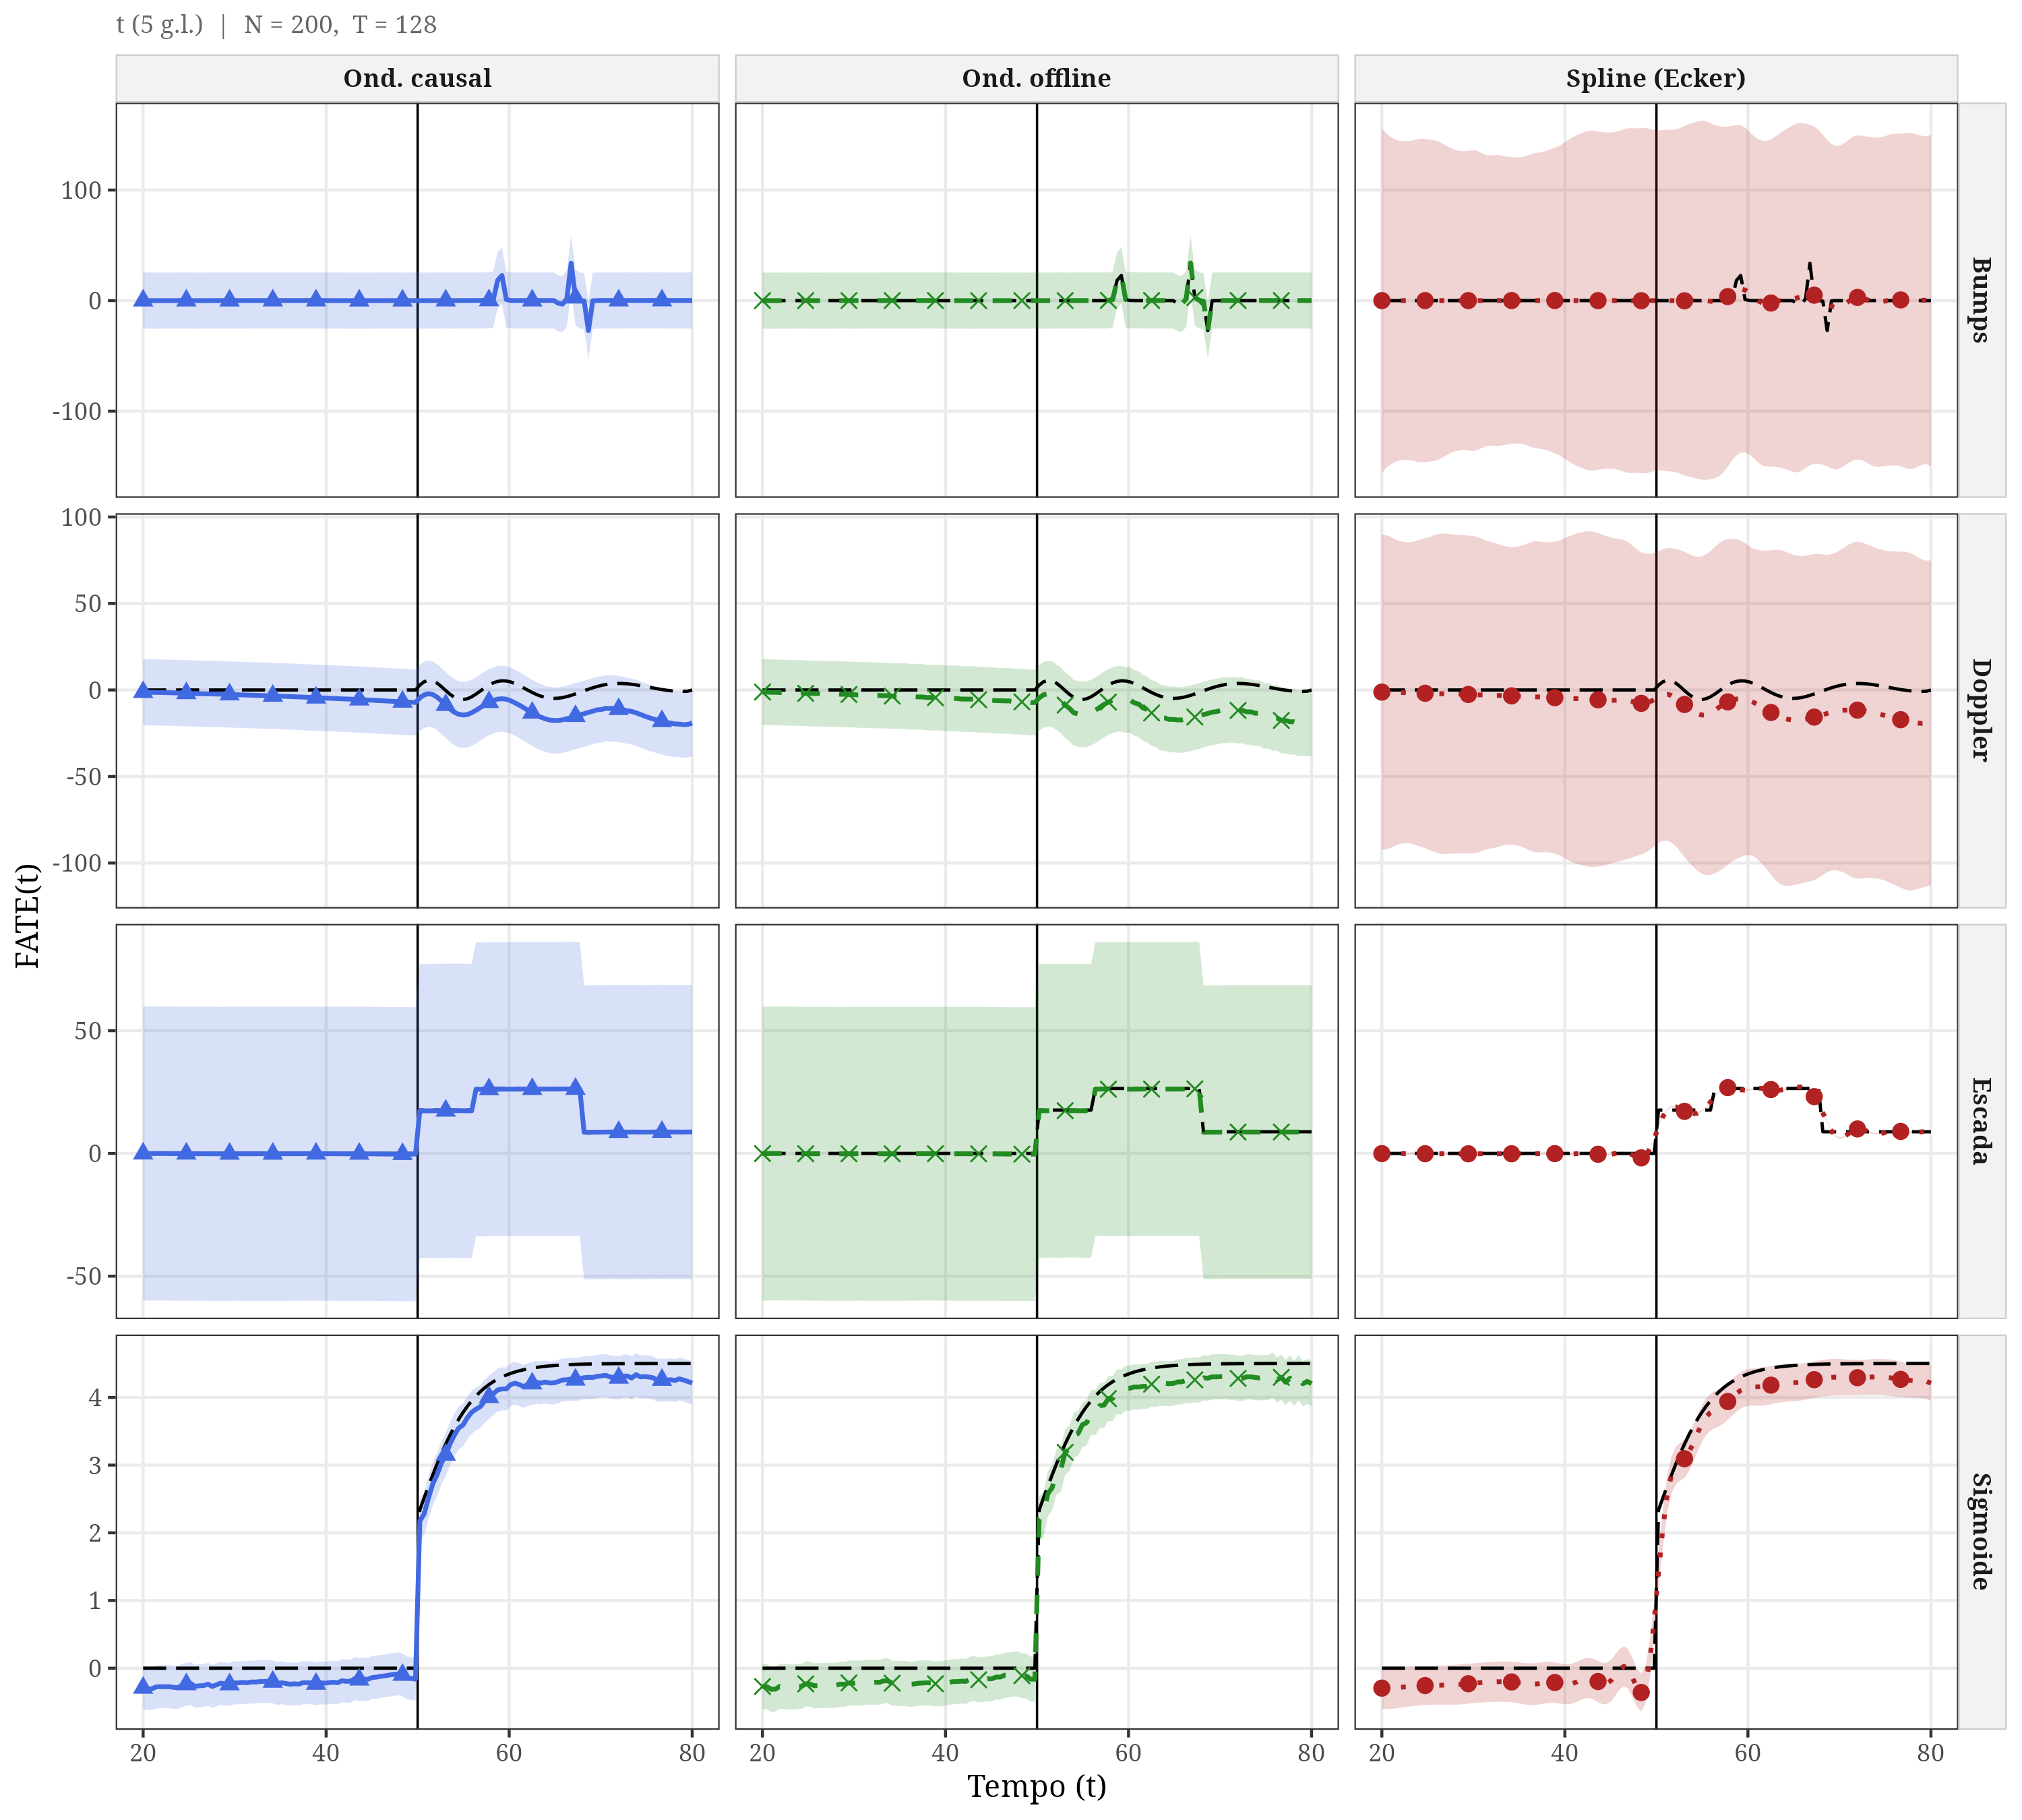 t (5 g.l.) | N = 200, T = 128
Ond. causal
Ond. offline
Spline (Ecker)
100
0
-100
Bumps
100
50
0
-50
-100
Doppler
50
0
-50
Escada
4
3
2
1
0
Sigmoide
FATE(t)
20 40 60 80
20 40 60 80
20 40 60 80
Tempo (t)